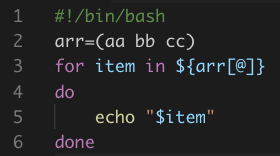 1 #!/bin/bash
2 arr=(aa bb cc)
3 for item in ${arr[@]}
4 do
5     echo "$item"
6 done